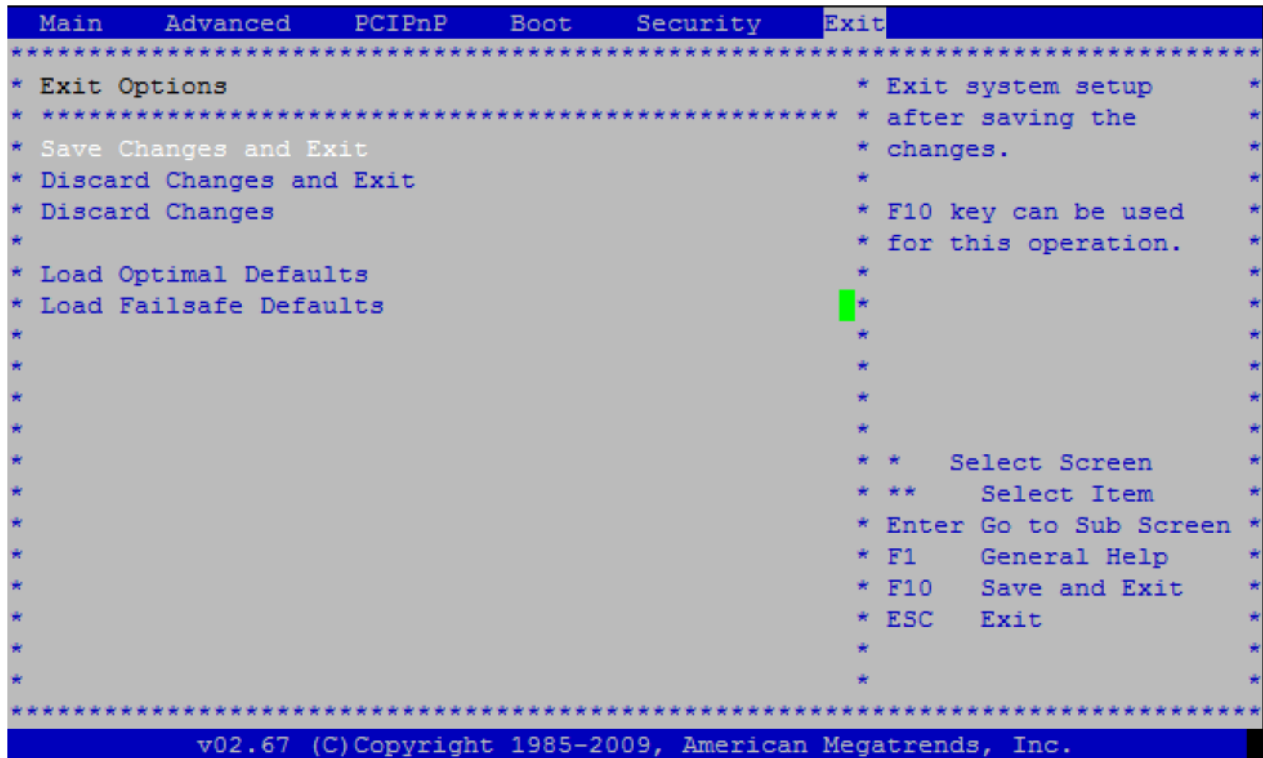 Main Advanced PCIPnP Boot Security Exit
********************************************************************************
* Exit Options * Exit system setup *
* *************************************************** * after saving the *
* Save Changes and Exit * changes. *
* Discard Changes and Exit * *
* Discard Changes * F10 key can be used *
* * for this operation. *
* Load Optimal Defaults * *
* Load Failsafe Defaults * *
* * *
* * *
* * *
* * *
* * * Select Screen *
* * ** Select Item *
* * Enter Go to Sub Screen *
* * F1 General Help *
* * F10 Save and Exit *
* * ESC Exit *
* * *
* * *
********************************************************************************
v02.67 (C)Copyright 1985-2009, American Megatrends, Inc.